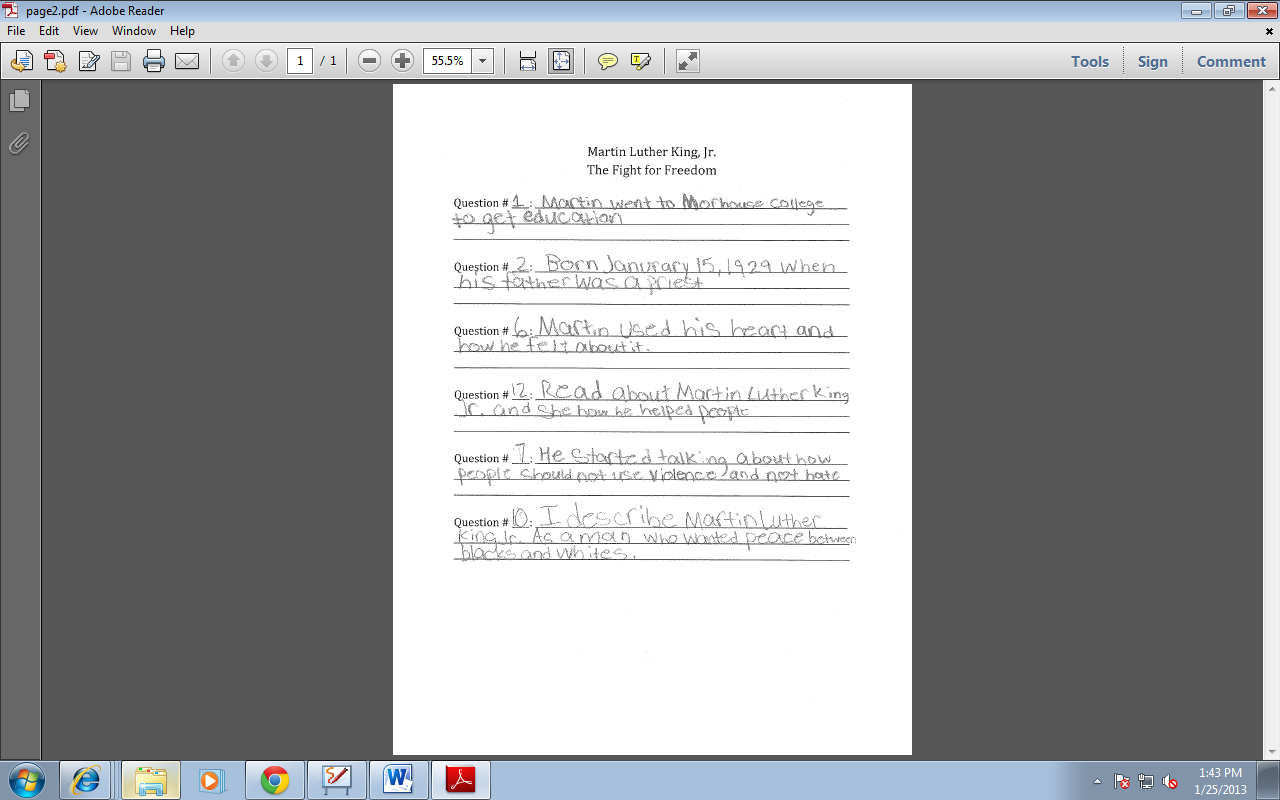 page2.pdf - Adobe Reader
File Edit View Window Help
1 / 1 55.5% Tools Sign Comment
Martin Luther King, Jr.
The Fight for Freedom
Question # 1 : Martin went to Morhouse college
to get education
Question # 2 : Born Janurary 15, 1929 when
his father was a priest
Question # 6 : Martin used his heart and
how he felt about it.
Question # 12 : Read about Martin Luther King
Jr. and she how he helped people
Question # 7 : He started talking about how
people should not use violence and not hate
Question # 10 : I describe Martin Luther
King Jr. As a man who wanted peace between
blacks and whites.
1:43 PM
1/25/2013